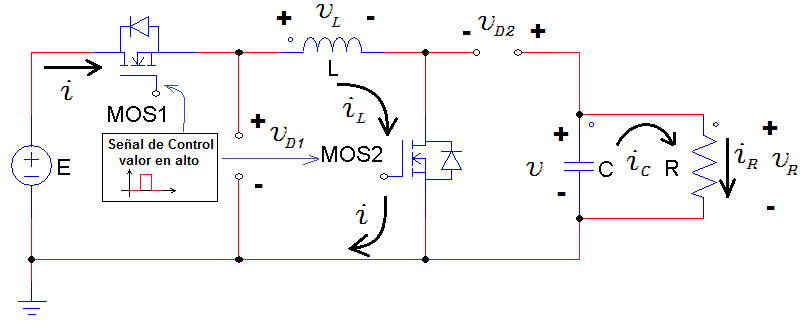 + v_L -
- v_D2 +
i
L
MOS1
i_L
Señal de Control
valor en alto
+ v_D1 -
MOS2
E
i
+ v -
C
i_C
R
i_R
+ v_R -